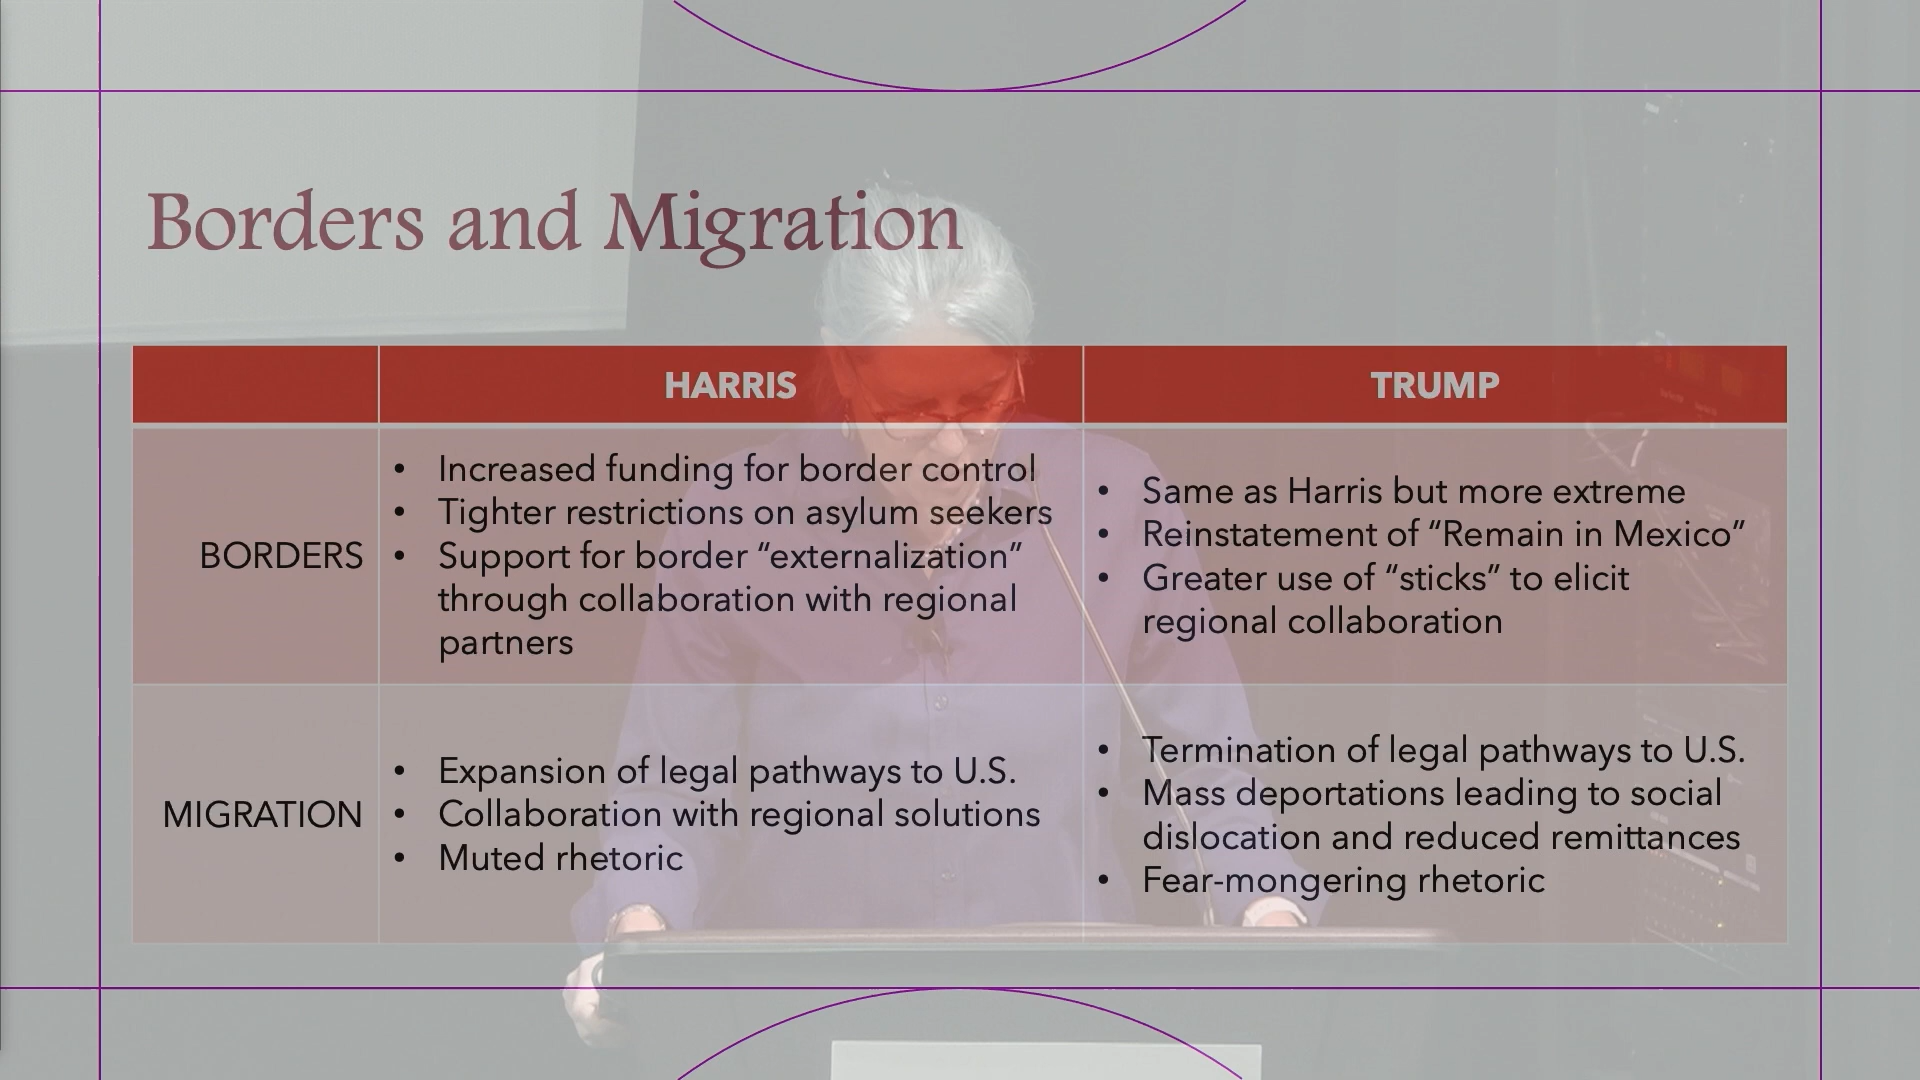 Borders and Migration
HARRIS
TRUMP
BORDERS
• Increased funding for border control
• Tighter restrictions on asylum seekers
• Support for border “externalization”
through collaboration with regional
partners
• Same as Harris but more extreme
• Reinstatement of “Remain in Mexico”
• Greater use of “sticks” to elicit
regional collaboration
MIGRATION
• Expansion of legal pathways to U.S.
• Collaboration with regional solutions
• Muted rhetoric
• Termination of legal pathways to U.S.
• Mass deportations leading to social
dislocation and reduced remittances
• Fear-mongering rhetoric